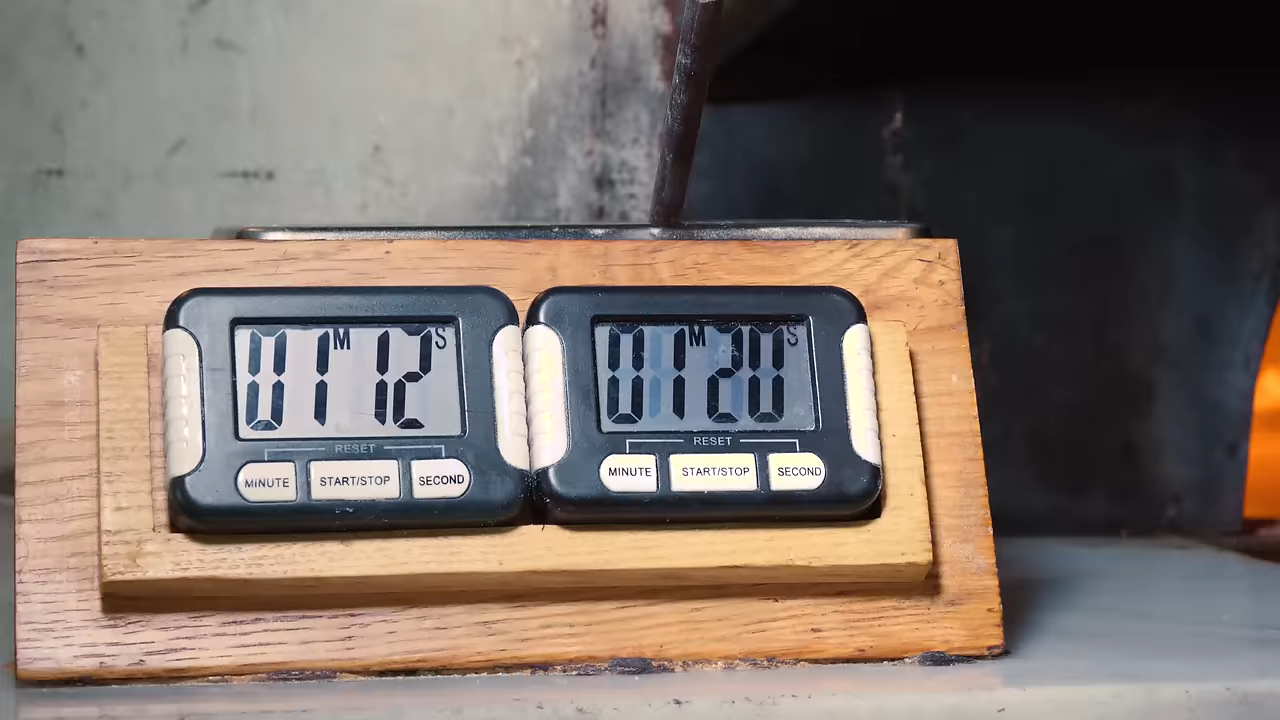 01M12S
RESET
MINUTE START/STOP SECOND
01M20S
RESET
MINUTE START/STOP SECOND